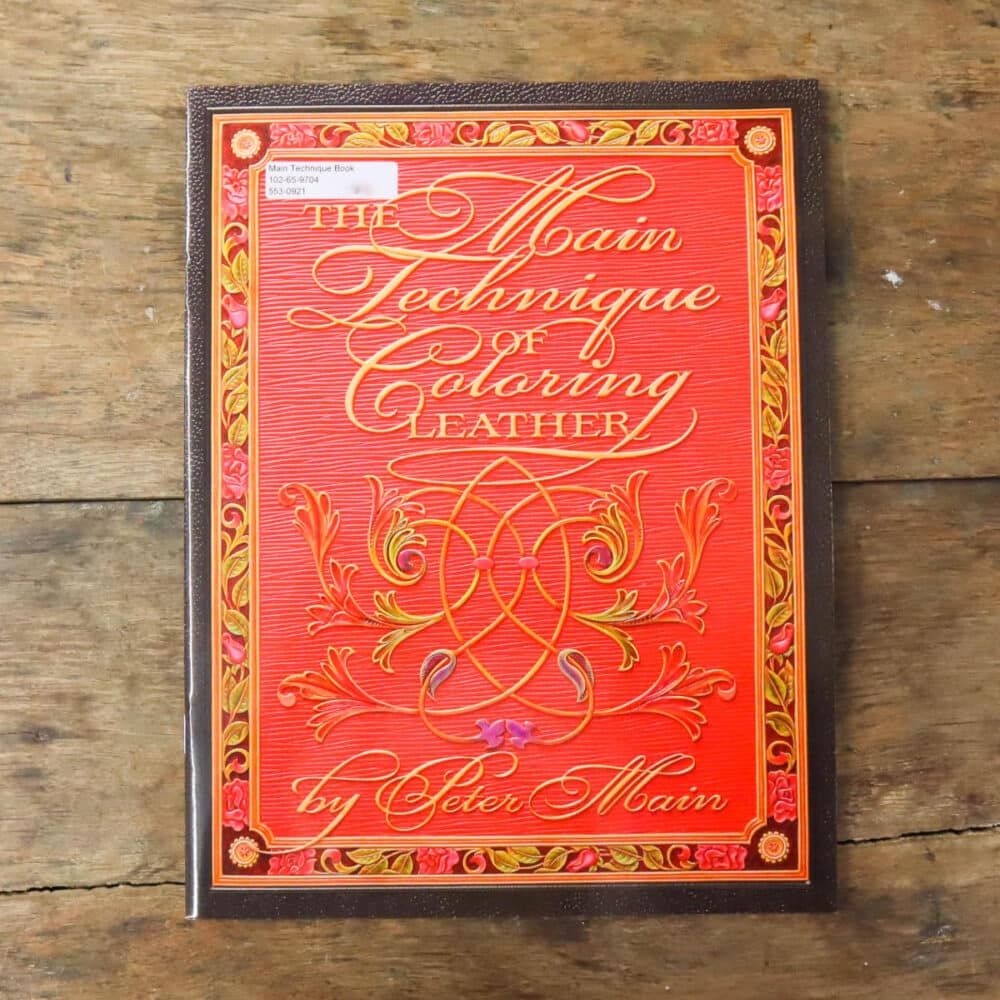 Main Technique Book
102-65-9704
553-0921
THE Main
Technique
OF
Coloring
LEATHER
by Peter Main